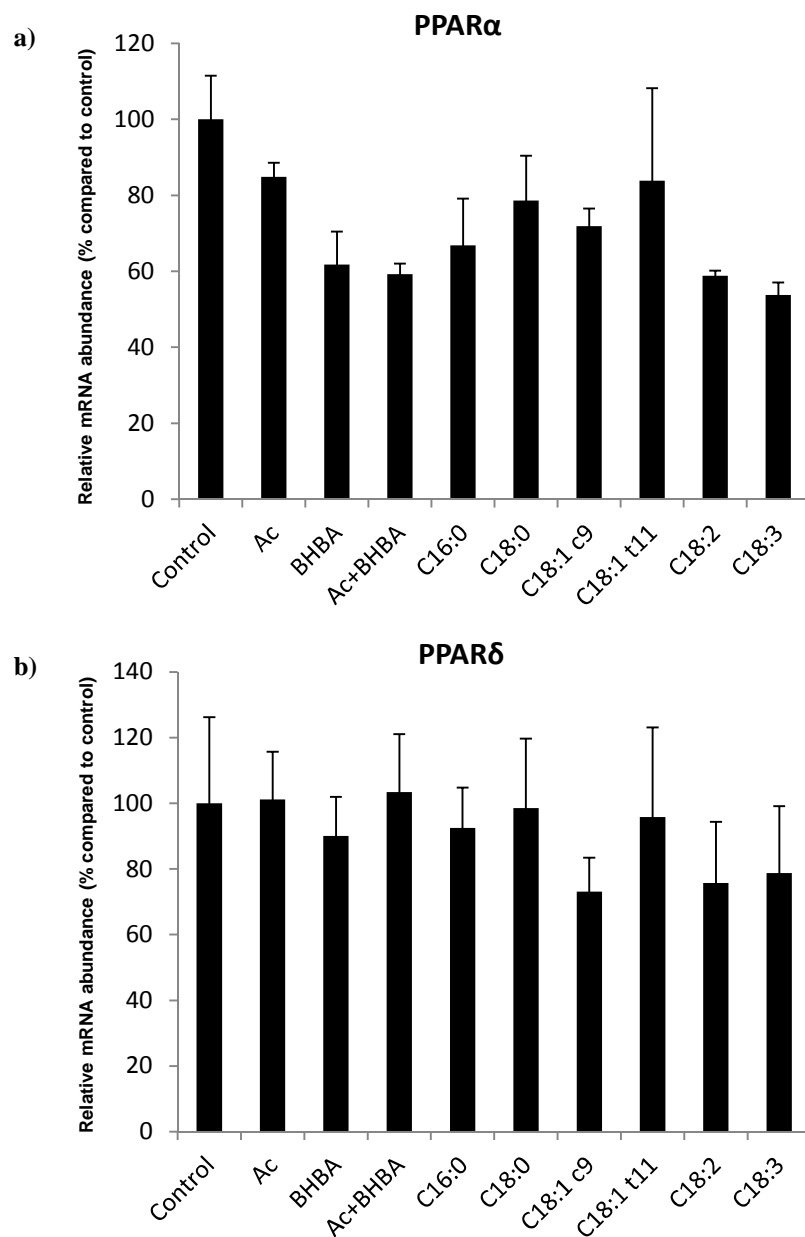 a)
PPARα
Relative mRNA abundance (% compared to control)
120
100
80
60
40
20
0
Control
Ac
BHBA
Ac+BHBA
C16:0
C18:0
C18:1 c9
C18:1 t11
C18:2
C18:3
b)
PPARδ
Relative mRNA abundance (% compared to control)
140
120
100
80
60
40
20
0
Control
Ac
BHBA
Ac+BHBA
C16:0
C18:0
C18:1 c9
C18:1 t11
C18:2
C18:3